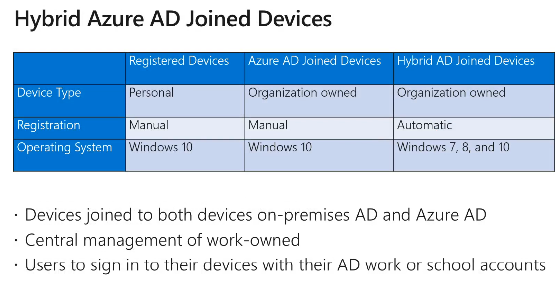 Hybrid Azure AD Joined Devices
Registered Devices Azure AD Joined Devices Hybrid AD Joined Devices
Device Type Personal Organization owned Organization owned
Registration Manual Manual Automatic
Operating System Windows 10 Windows 10 Windows 7, 8, and 10
• Devices joined to both devices on-premises AD and Azure AD
• Central management of work-owned
• Users to sign in to their devices with their AD work or school accounts